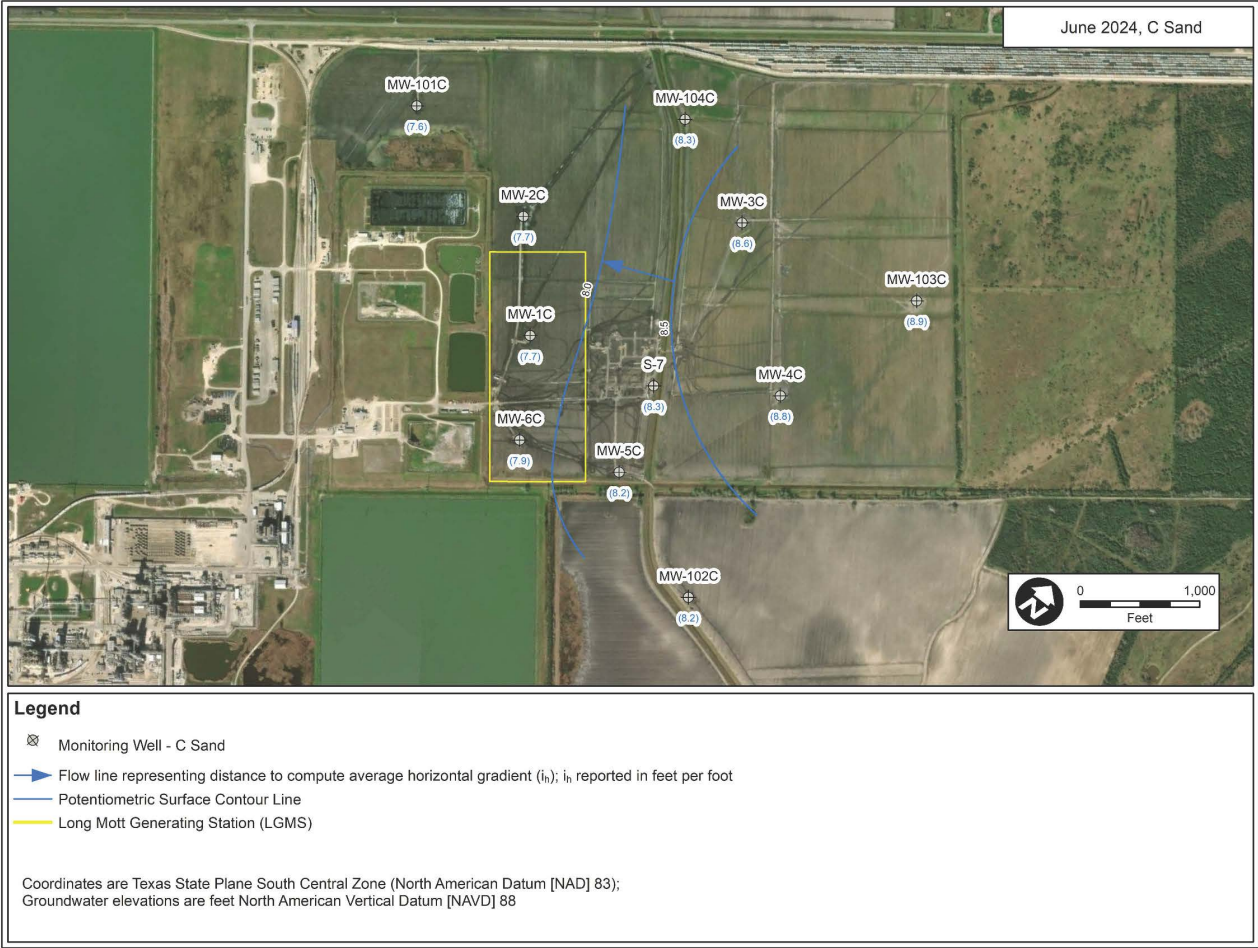 June 2024, C Sand
MW-101C
(7.6)
MW-104C
(8.3)
MW-2C
(7.7)
MW-3C
(8.6)
MW-103C
(8.9)
8.0
MW-1C
(7.7)
8.5
S-7
(8.3)
MW-4C
(8.8)
MW-6C
(7.9)
MW-5C
(8.2)
MW-102C
(8.2)
N
0 1,000
Feet
Legend
Monitoring Well - C Sand
Flow line representing distance to compute average horizontal gradient (iₕ); iₕ reported in feet per foot
Potentiometric Surface Contour Line
Long Mott Generating Station (LGMS)
Coordinates are Texas State Plane South Central Zone (North American Datum [NAD] 83);
Groundwater elevations are feet North American Vertical Datum [NAVD] 88